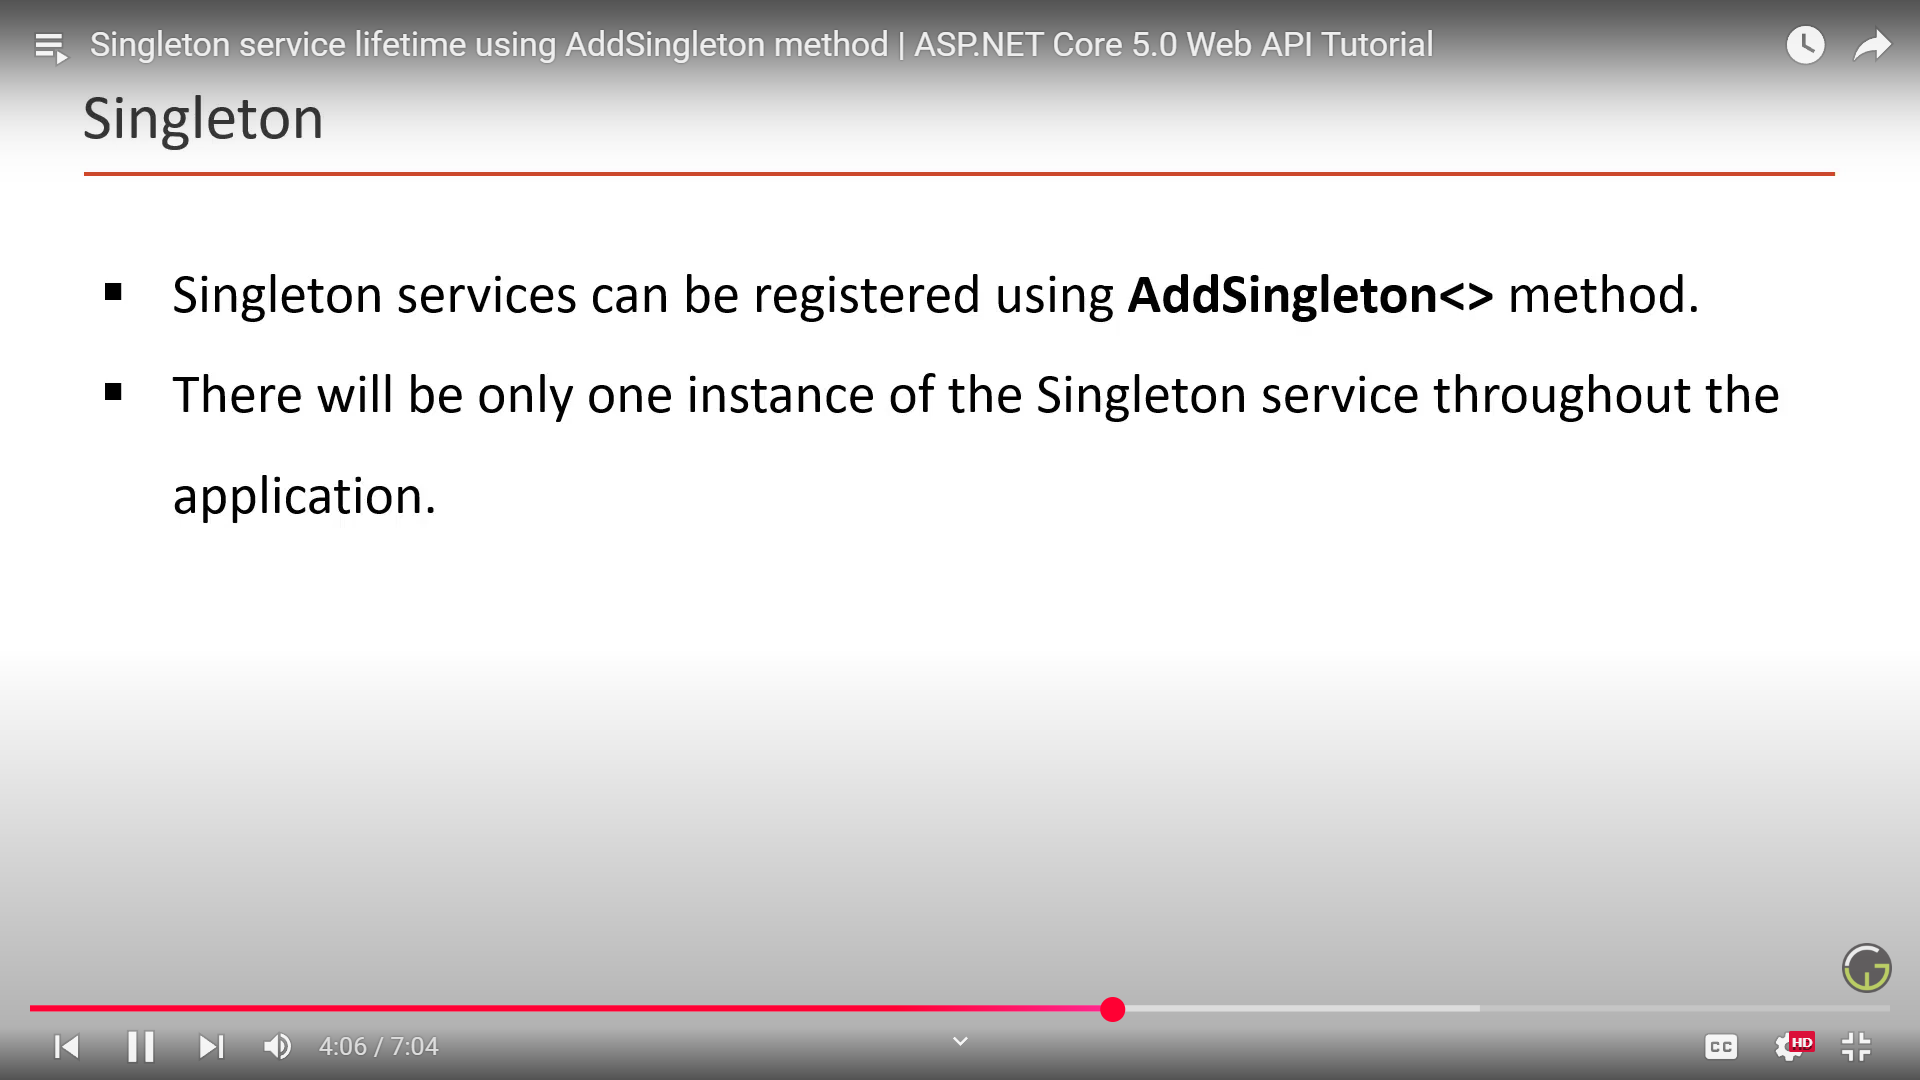 Singleton service lifetime using AddSingleton method | ASP.NET Core 5.0 Web API Tutorial
Singleton
▪ Singleton services can be registered using AddSingleton<> method.
▪ There will be only one instance of the Singleton service throughout the
application.
4:06 / 7:04
CC
HD